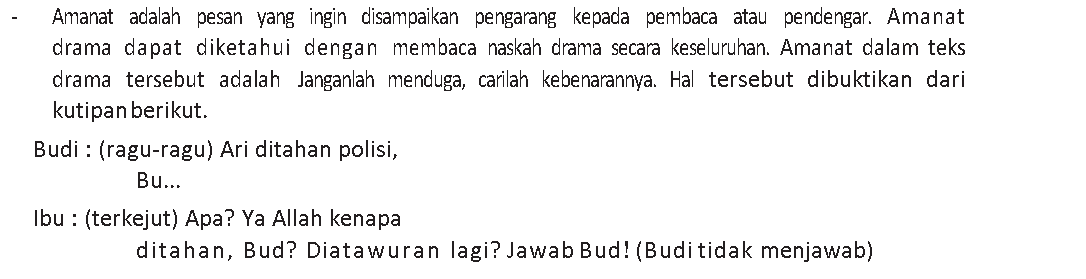 - Amanat adalah pesan yang ingin disampaikan pengarang kepada pembaca atau pendengar. Amanat
drama dapat diketahui dengan membaca naskah drama secara keseluruhan. Amanat dalam teks
drama tersebut adalah Janganlah menduga, carilah kebenarannya. Hal tersebut dibuktikan dari
kutipan berikut.
Budi : (ragu-ragu) Ari ditahan polisi,
Bu...
Ibu : (terkejut) Apa? Ya Allah kenapa
ditahan, Bud? Diatawuran lagi? Jawab Bud! (Budi tidak menjawab)